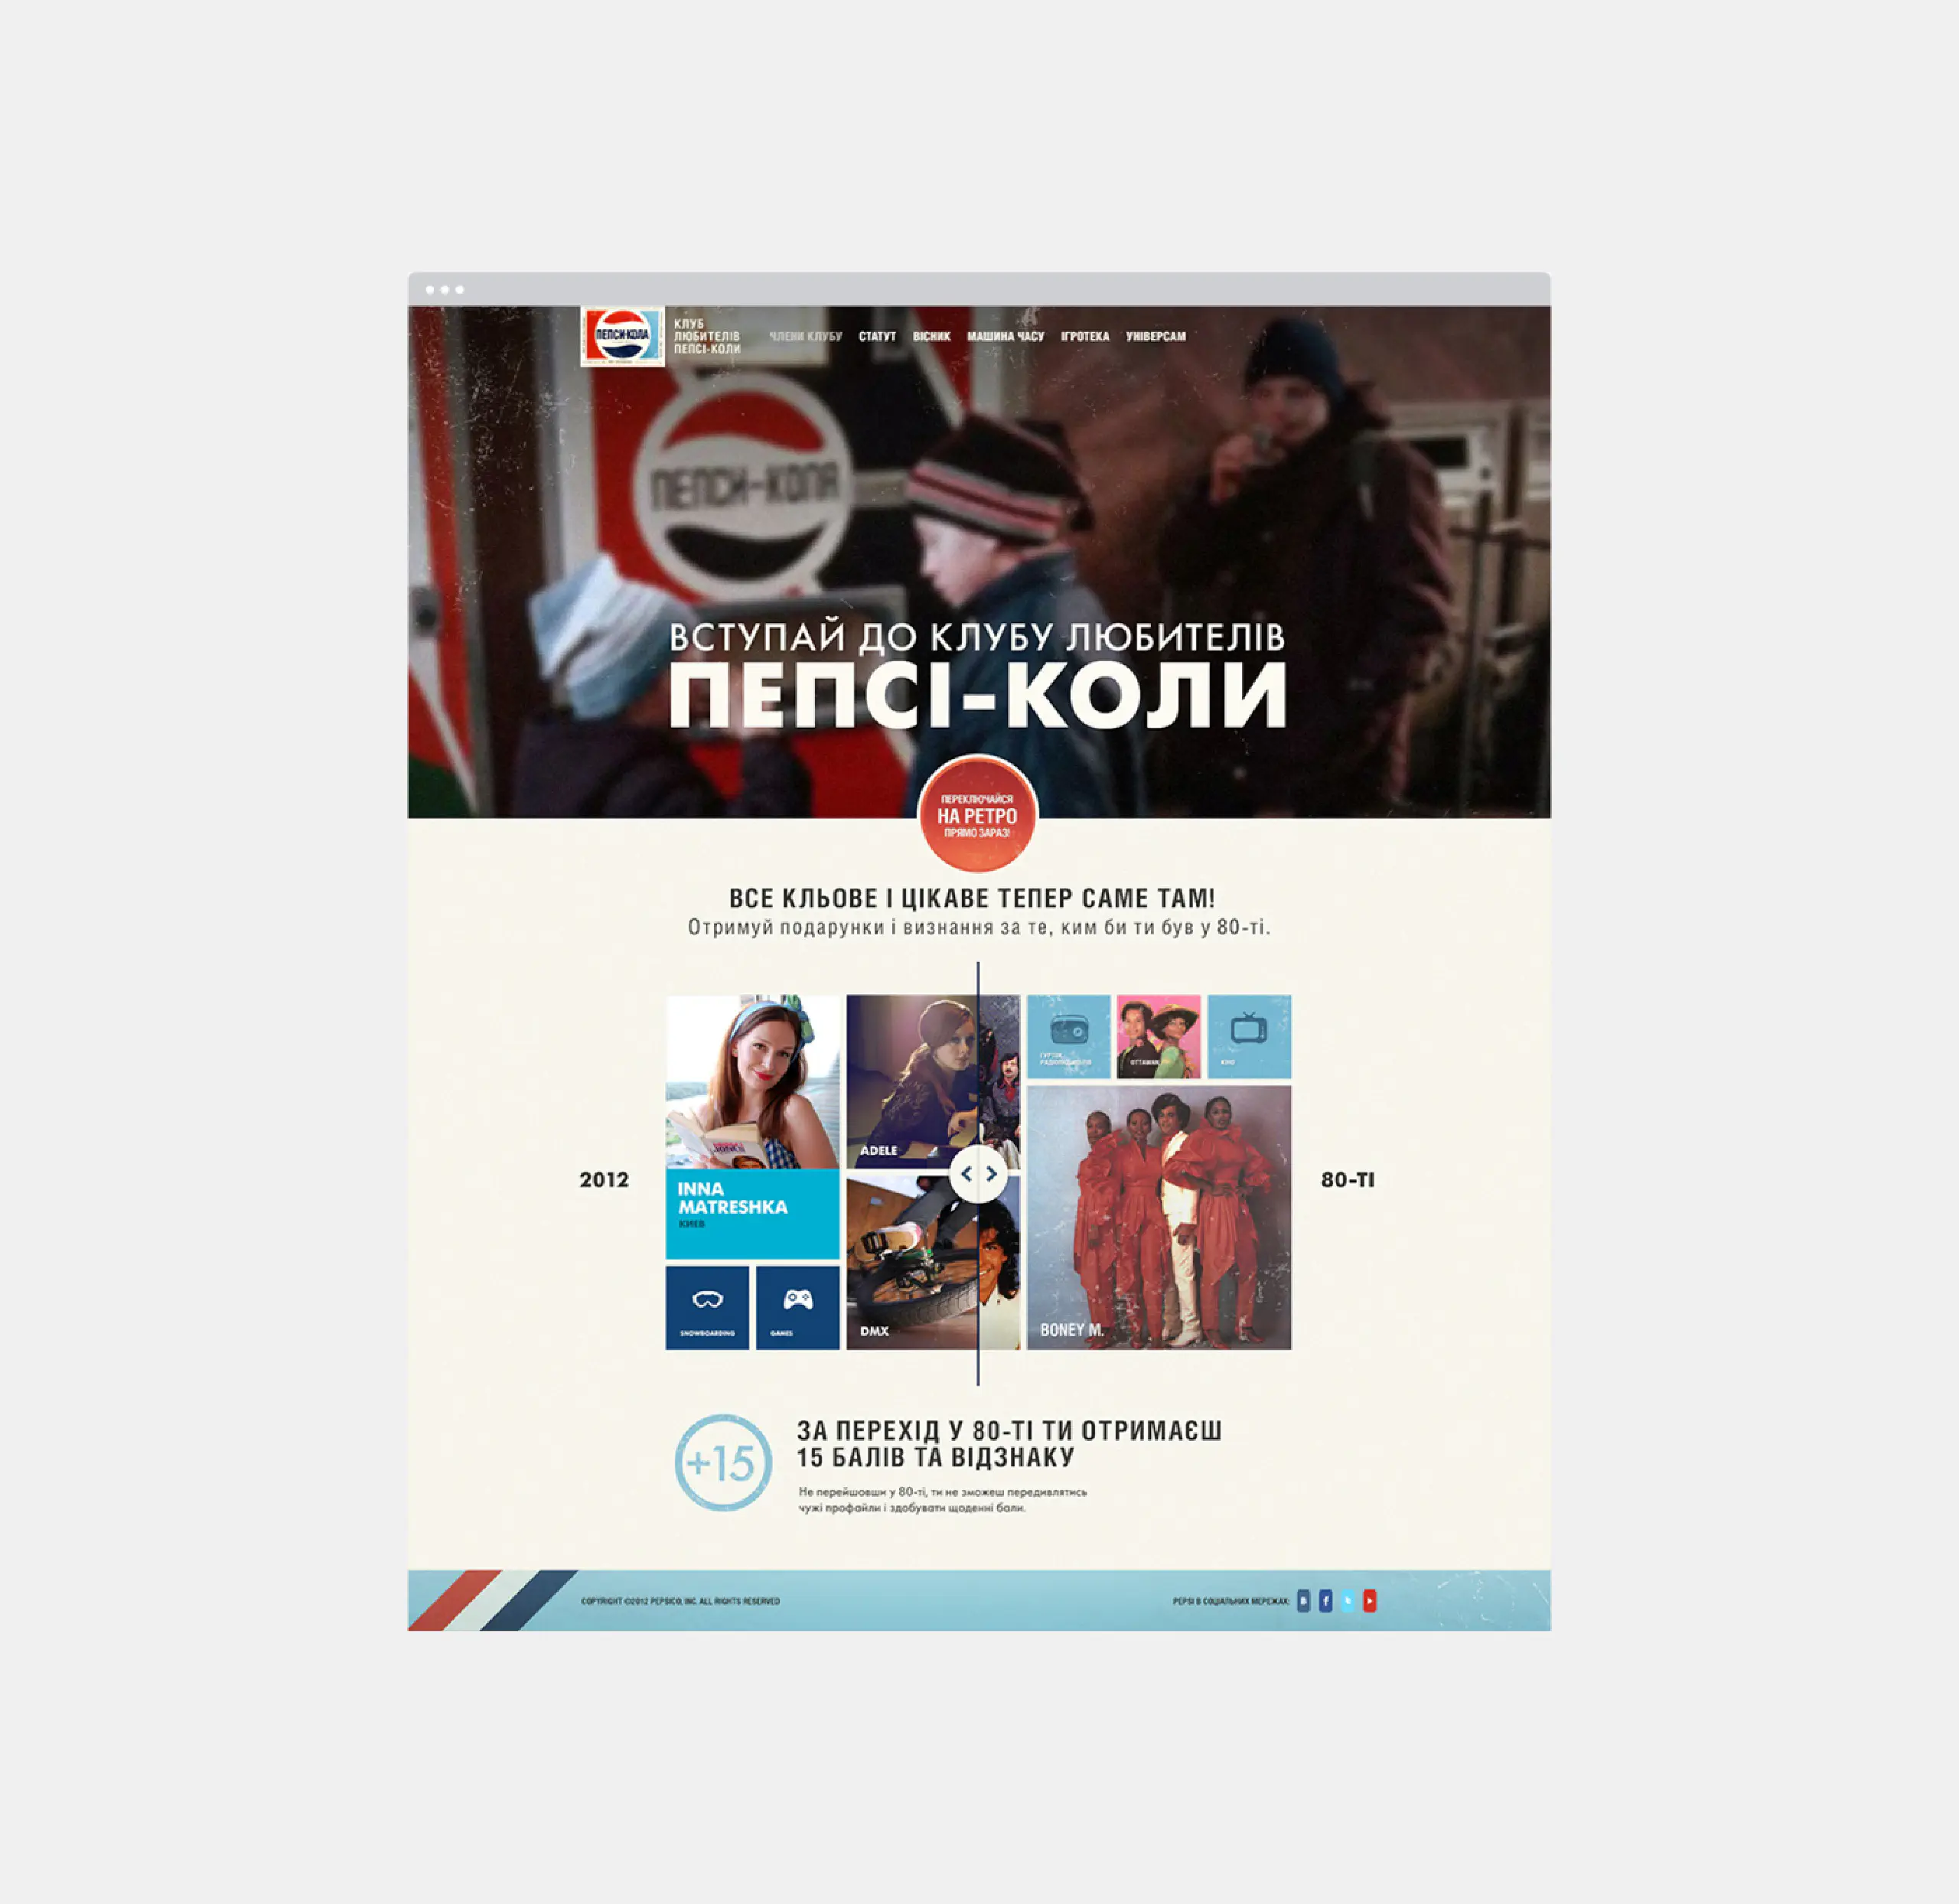 ПЕПСИ-КОЛА
КЛУБ
ЛЮБИТЕЛІВ
ПЕПСІ-КОЛИ
ЧЛЕНИ КЛУБУ СТАТУТ ВІСНИК МАШИНА ЧАСУ ІГРОТЕКА УНІВЕРСАМ
ПЕПСИ-КОЛА
ВСТУПАЙ ДО КЛУБУ ЛЮБИТЕЛІВ
ПЕПСІ-КОЛИ
ПЕРЕКЛЮЧАЙСЯ
НА РЕТРО
ПРЯМО ЗАРАЗ!
ВСЕ КЛЬОВЕ І ЦІКАВЕ ТЕПЕР САМЕ ТАМ!
Отримуй подарунки і визнання за те, ким би ти був у 80-ті.
2012
INNA
MATRESHKA
КИЕВ
SNOWBOARDING
GAMES
ADELE
DMX
ГУРТОК
OTTAWAN
КІНО
BONEY M.
80-ТІ
+15
ЗА ПЕРЕХІД У 80-ТІ ТИ ОТРИМАЄШ
15 БАЛІВ ТА ВІДЗНАКУ
Не перейшовши у 80-ті, ти не зможеш передивлятись
чужі профайли і здобувати щоденні бали.
COPYRIGHT ©2012 PEPSICO, INC. ALL RIGHTS RESERVED
PEPSI В СОЦІАЛЬНИХ МЕРЕЖАХ: